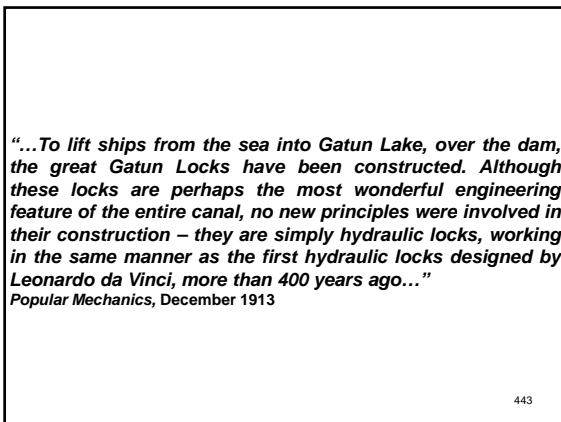 “…To lift ships from the sea into Gatun Lake, over the dam,
the great Gatun Locks have been constructed. Although
these locks are perhaps the most wonderful engineering
feature of the entire canal, no new principles were involved in
their construction – they are simply hydraulic locks, working
in the same manner as the first hydraulic locks designed by
Leonardo da Vinci, more than 400 years ago…”
Popular Mechanics, December 1913
443